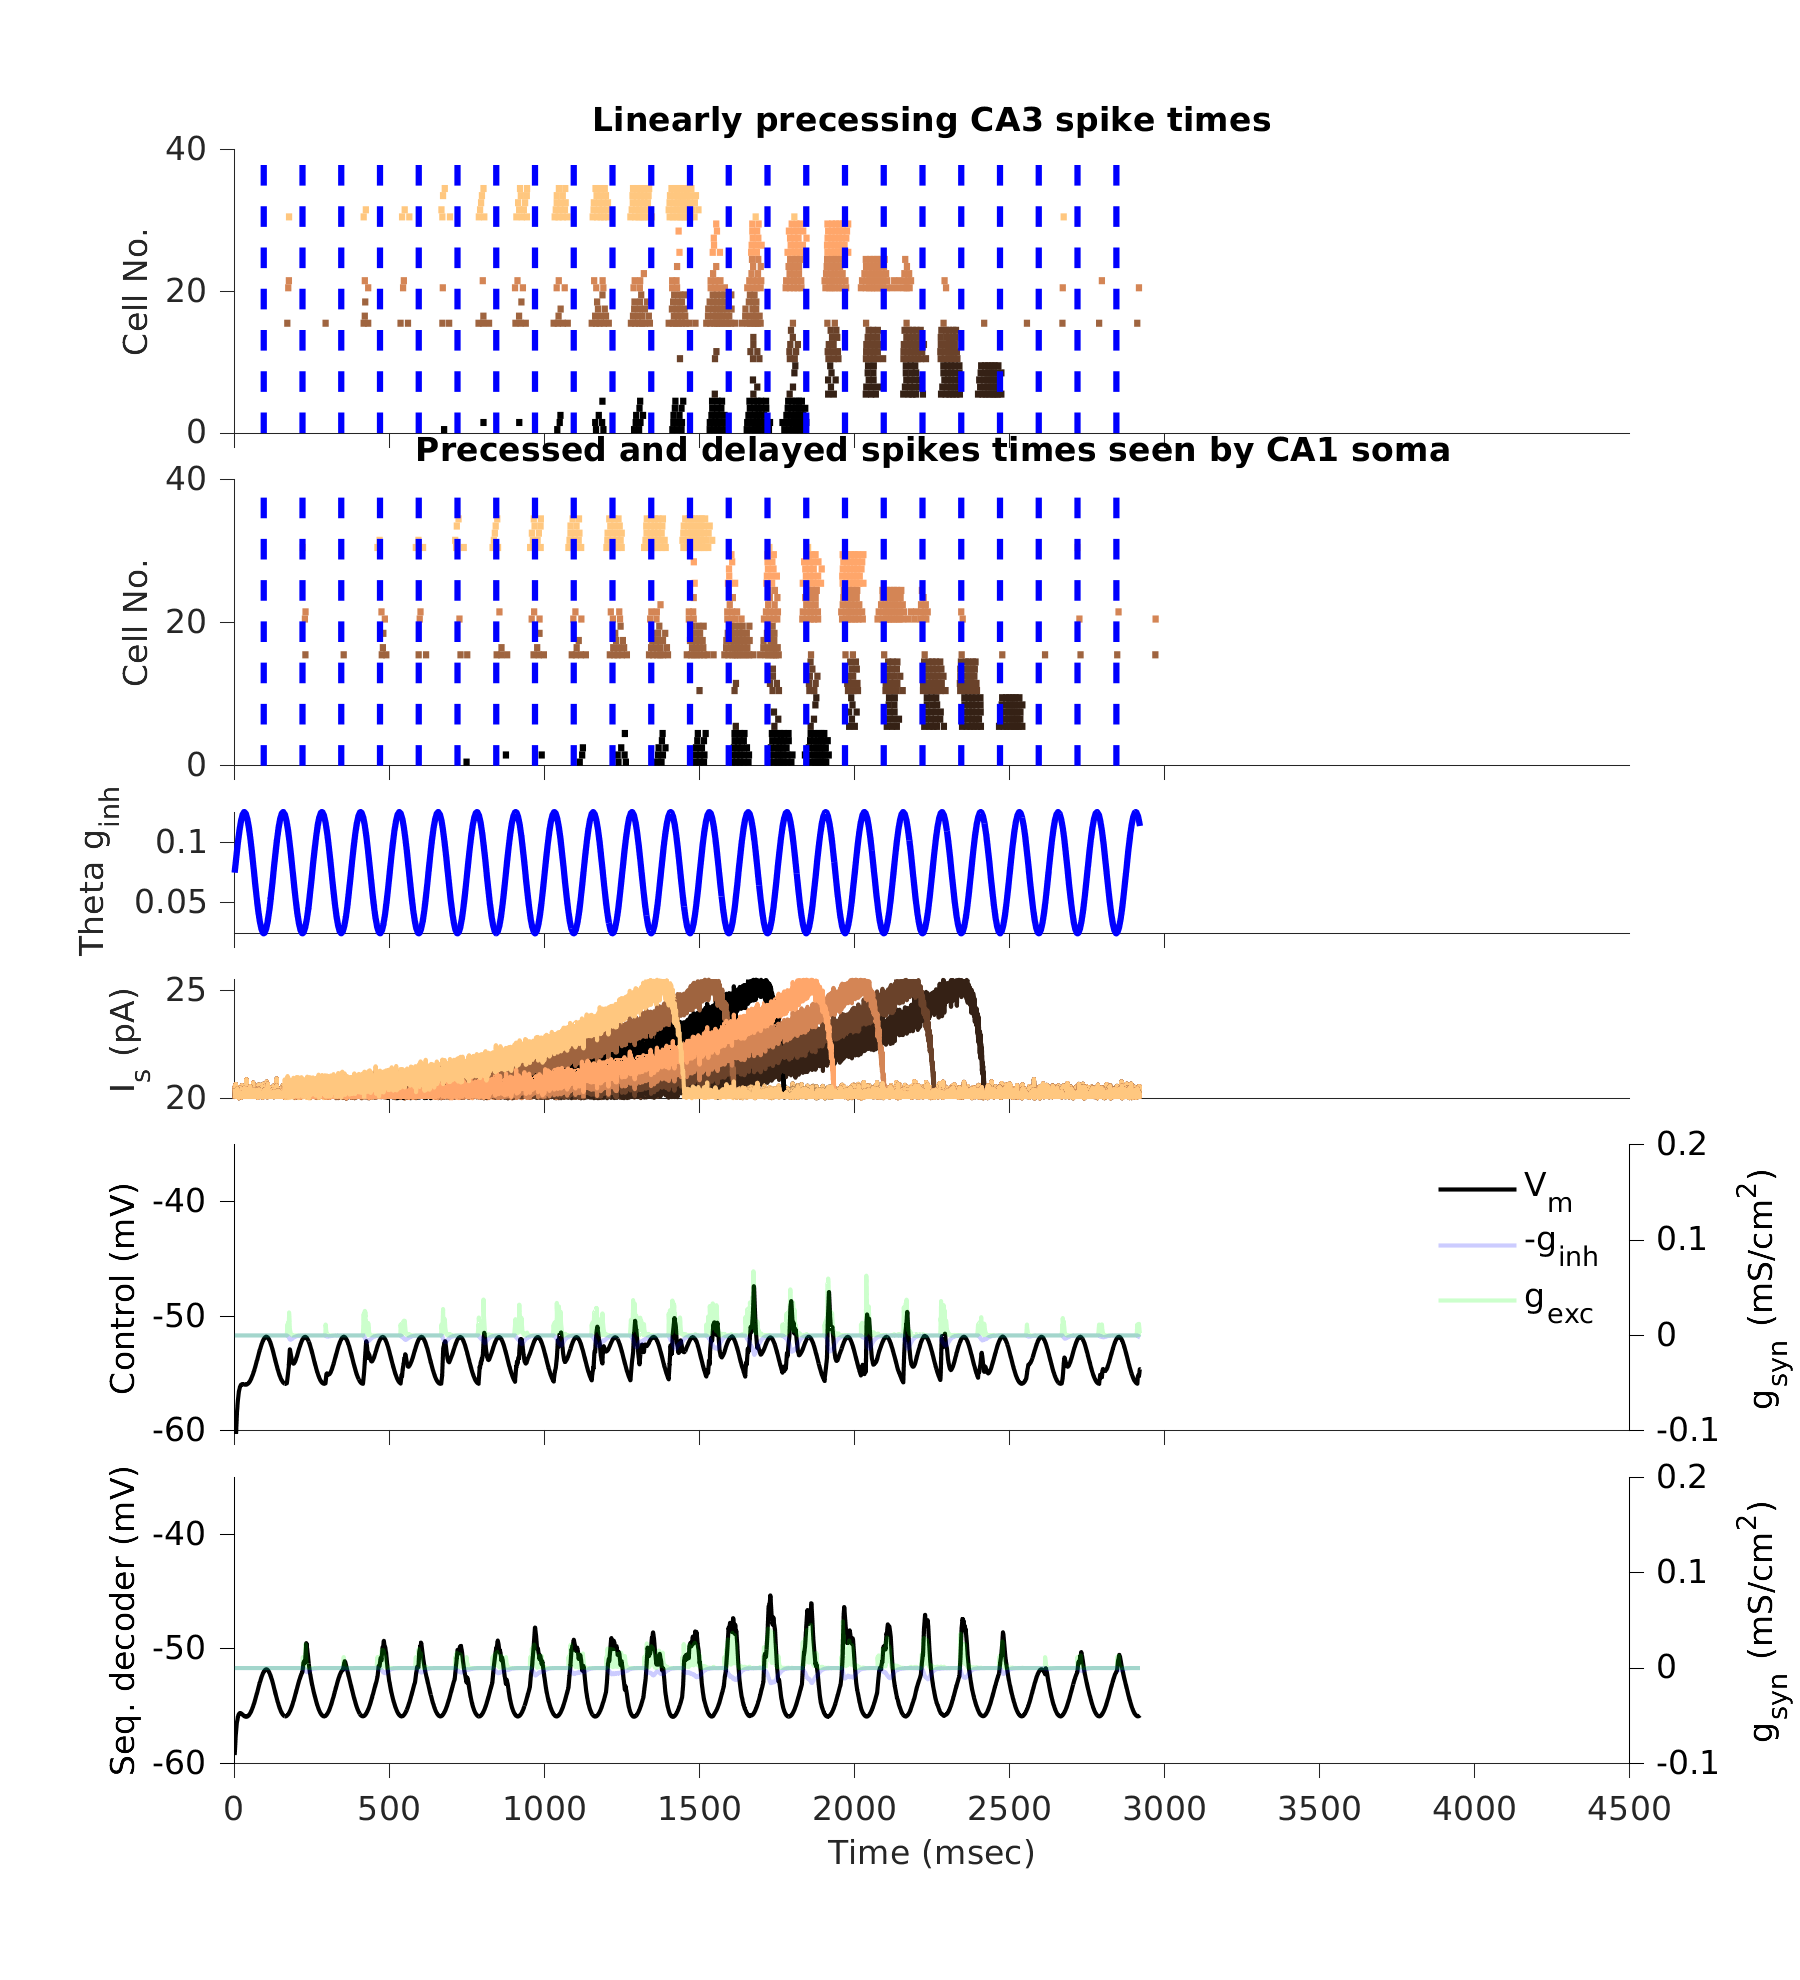 Linearly precessing CA3 spike times
40
20
0
Cell No.
Precessed and delayed spikes times seen by CA1 soma
40
20
0
Cell No.
0.1
0.05
Theta g_inh
25
20
I_s (pA)
-40
-50
-60
Control (mV)
V_m
-g_inh
g_exc
0.2
0.1
0
-0.1
g_syn (mS/cm^2)
-40
-50
-60
Seq. decoder (mV)
0.2
0.1
0
-0.1
g_syn (mS/cm^2)
0 500 1000 1500 2000 2500 3000 3500 4000 4500
Time (msec)